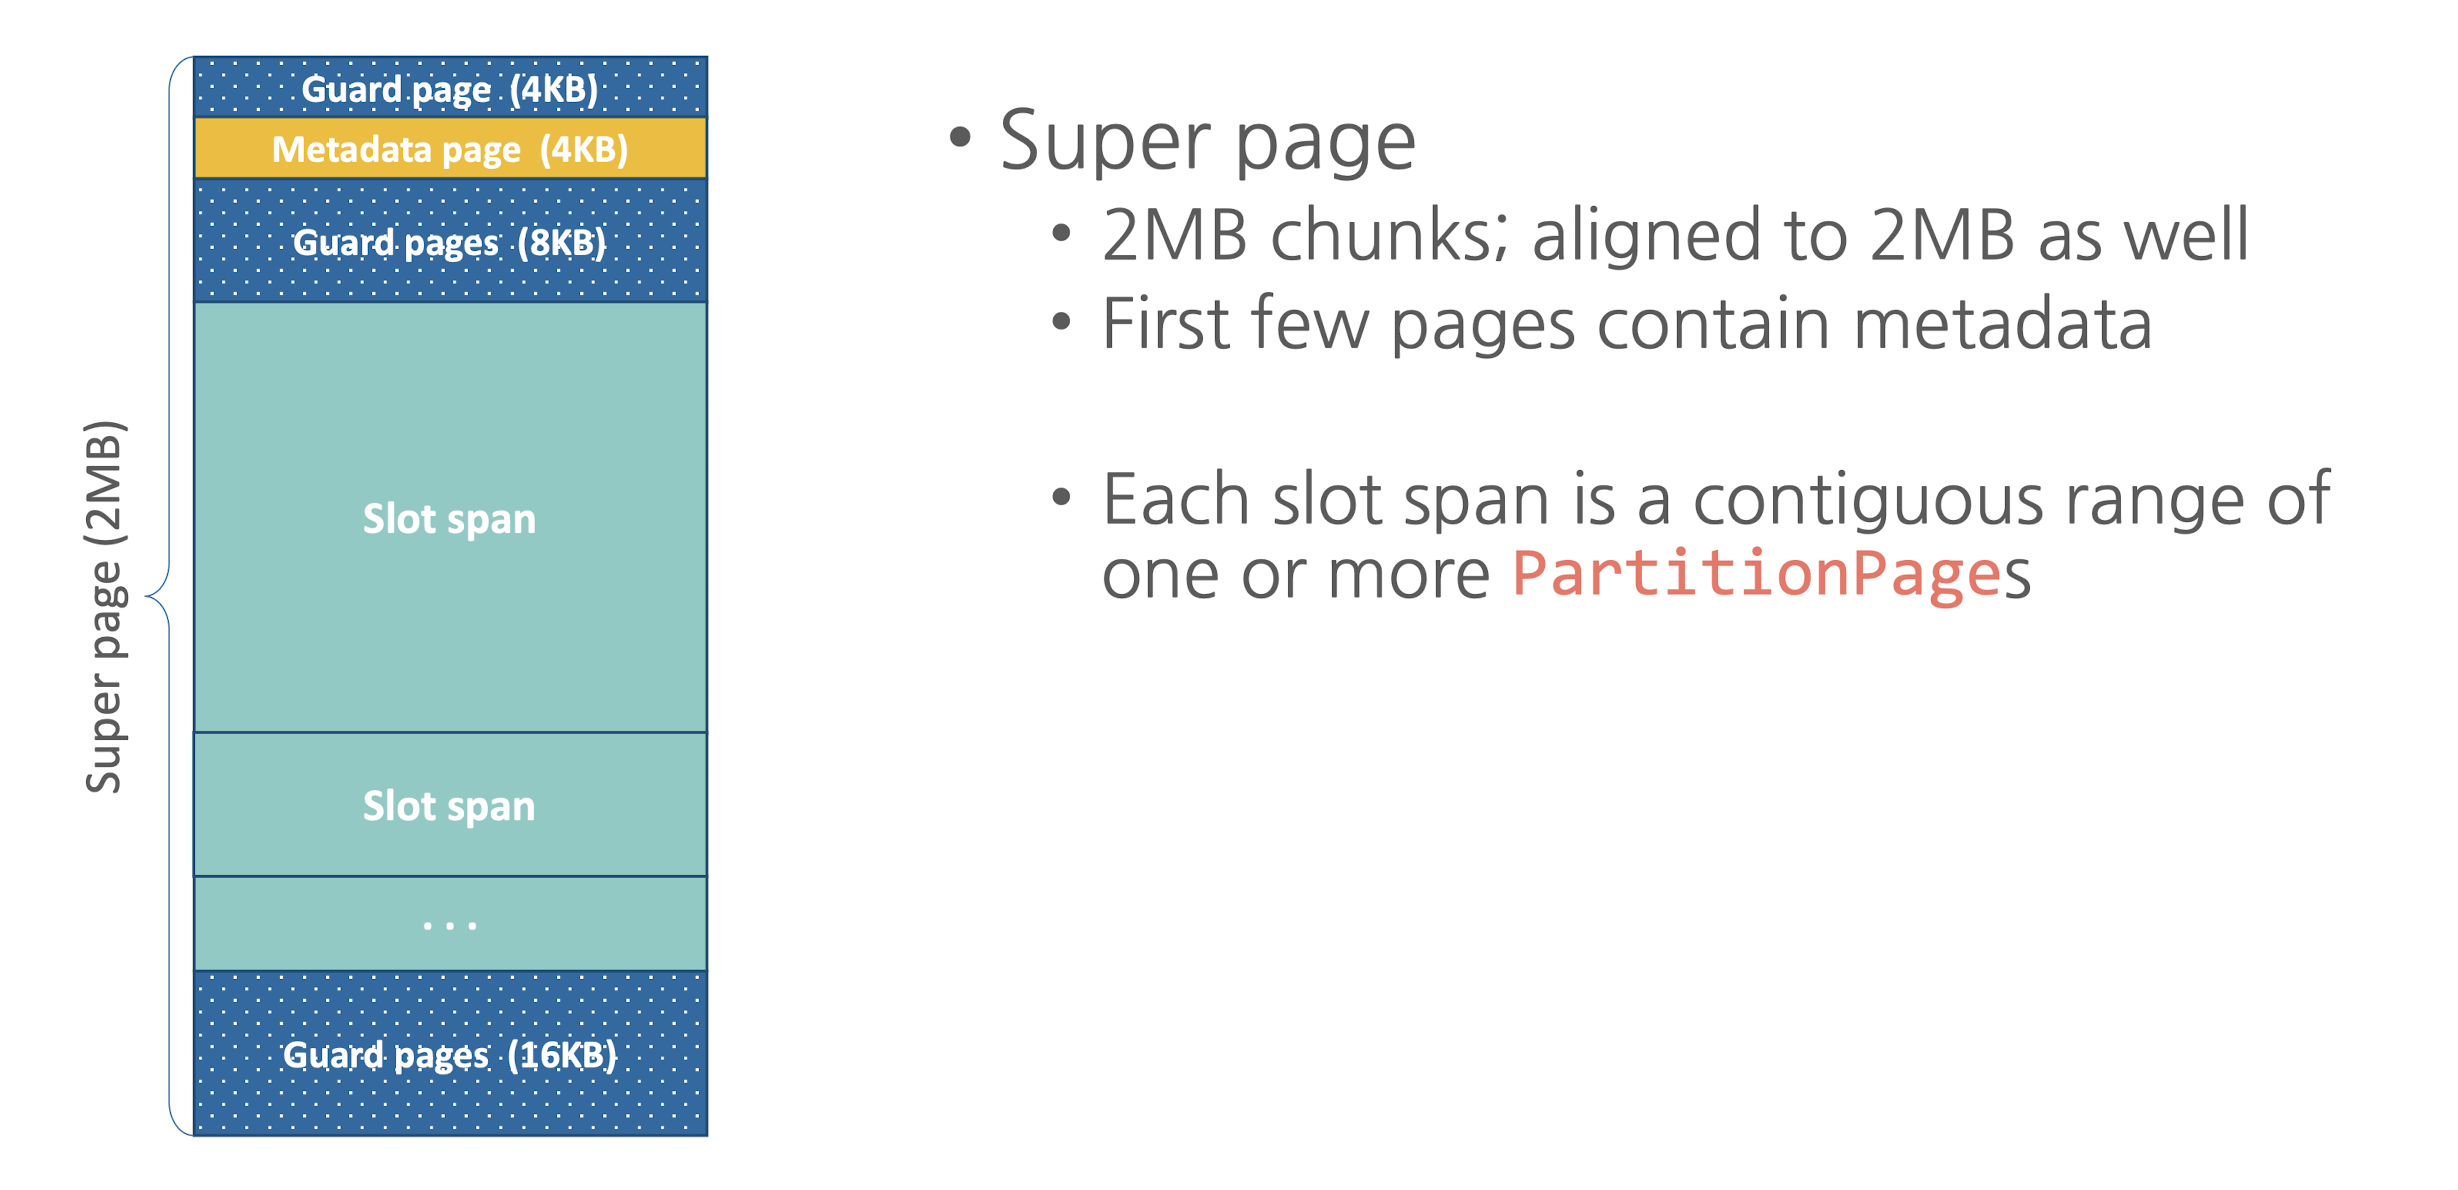 Super page (2MB)
Guard page (4KB)
Metadata page (4KB)
Guard pages (8KB)
Slot span
Slot span
...
Guard pages (16KB)
• Super page
• 2MB chunks; aligned to 2MB as well
• First few pages contain metadata
• Each slot span is a contiguous range of
one or more PartitionPages